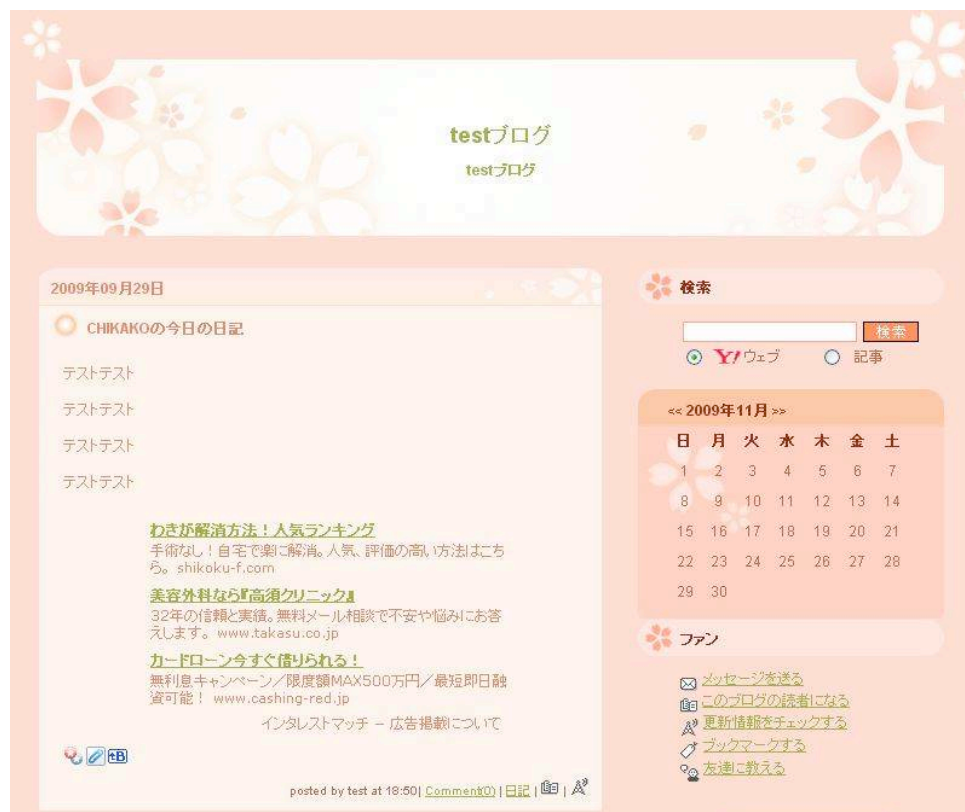 testブログ
testブログ
2009年09月29日
CHIKAKOの今日の日記
テストテスト
テストテスト
テストテスト
テストテスト
わきが解消方法！人気ランキング
手術なし！自宅で楽に解消。人気、評価の高い方法はこち
ら。shikoku-f.com
美容外科なら『高須クリニック』
32年の信頼と実績。無料メール相談で不安や悩みにお答
えします。 www.takasu.co.jp
カードローン今すぐ借りられる！
無利息キャンペーン／限度額MAX500万円／最短即日融
資可能！ www.cashing-red.jp
インタレストマッチ － 広告掲載について
posted by test at 18:50| Comment(0) | 日記 |
検索
検索
Y! ウェブ 記事
<< 2009年11月 >>
日 月 火 水 木 金 土
1 2 3 4 5 6 7
8 9 10 11 12 13 14
15 16 17 18 19 20 21
22 23 24 25 26 27 28
29 30
ファン
メッセージを送る
このブログの読者になる
更新情報をチェックする
ブックマークする
友達に教える